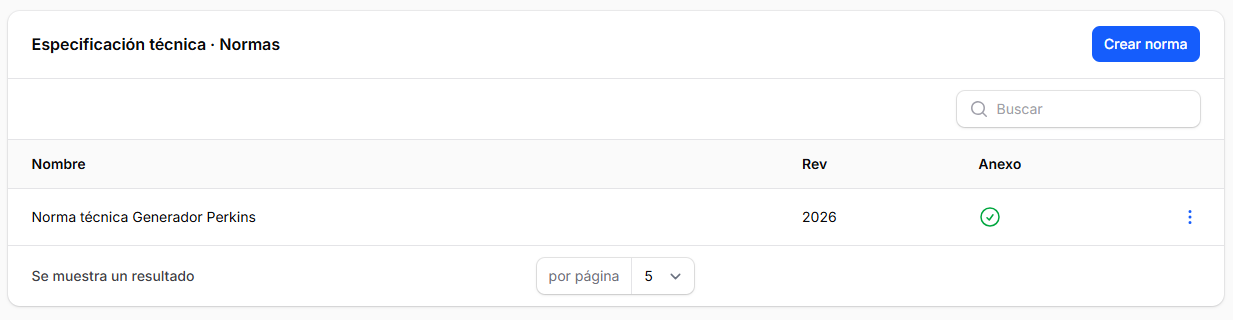 Especificación técnica · Normas
Crear norma
Buscar
Nombre Rev Anexo
Norma técnica Generador Perkins 2026
Se muestra un resultado
por página 5